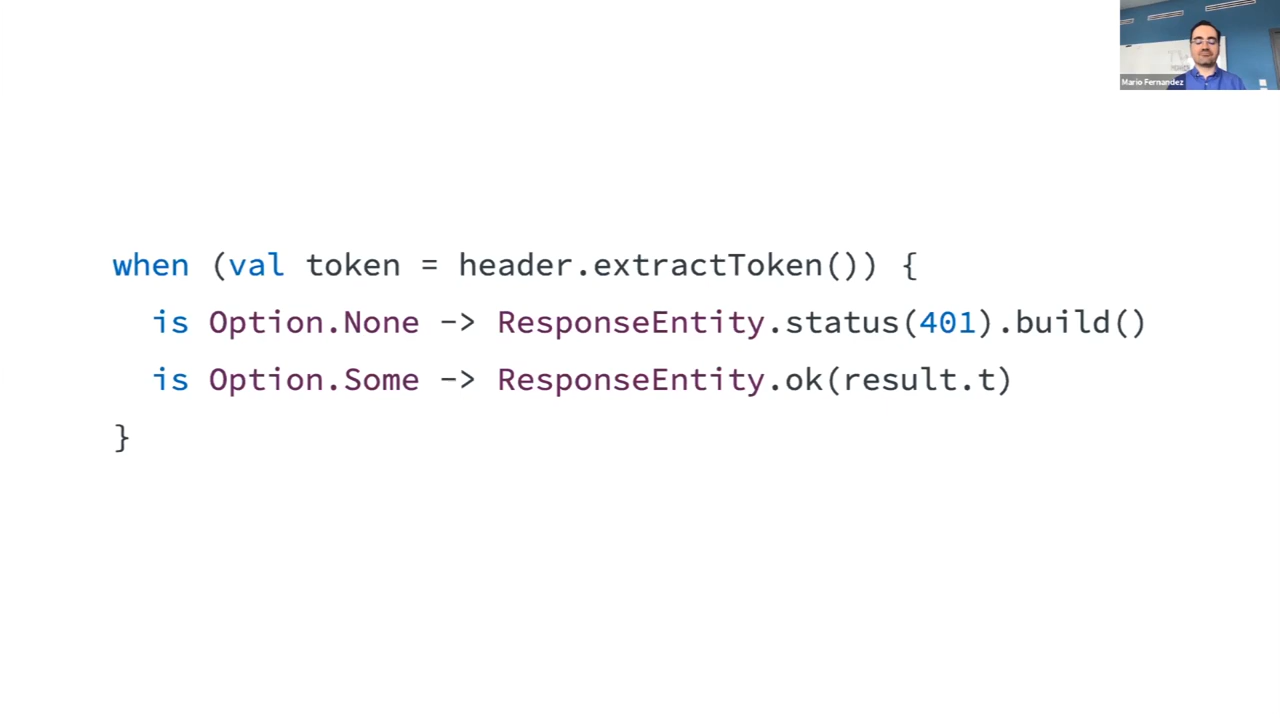 Mario Fernandez
when (val token = header.extractToken()) {
is Option.None -> ResponseEntity.status(401).build()
is Option.Some -> ResponseEntity.ok(result.t)
}